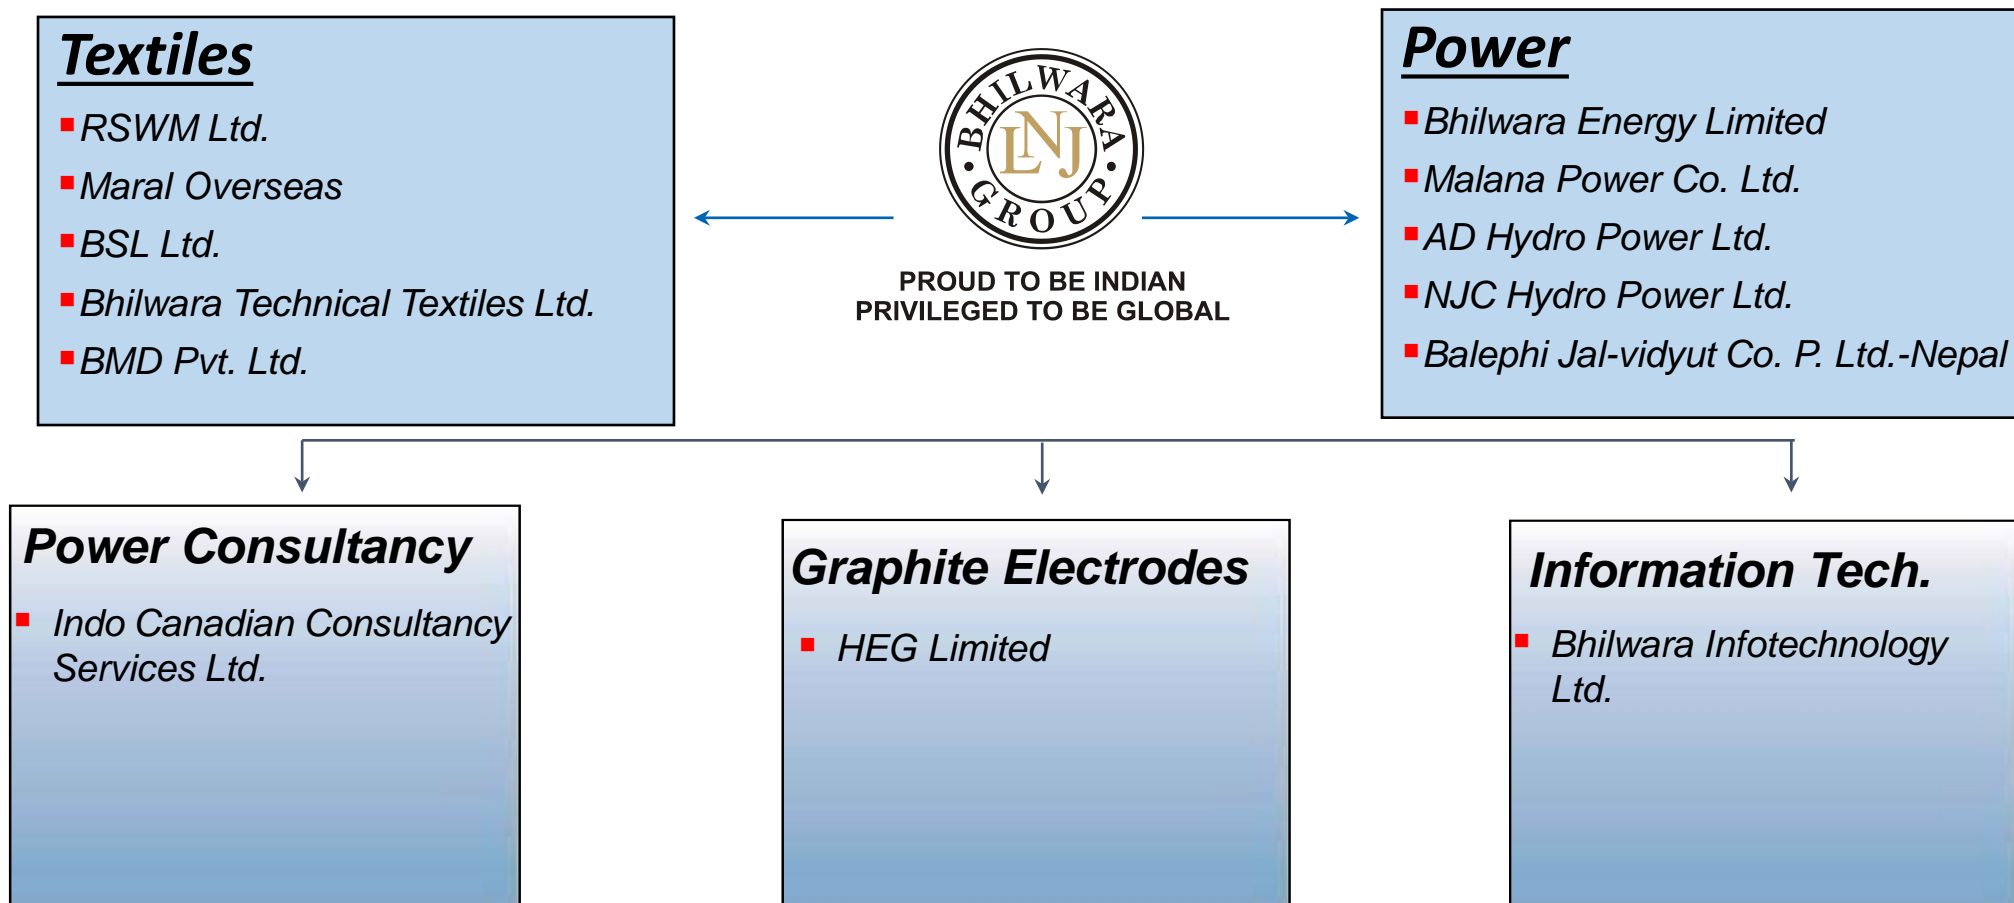 Textiles
RSWM Ltd.
Maral Overseas
BSL Ltd.
Bhilwara Technical Textiles Ltd.
BMD Pvt. Ltd.
BHILWARA
LNJ
GROUP
PROUD TO BE INDIAN
PRIVILEGED TO BE GLOBAL
Power
Bhilwara Energy Limited
Malana Power Co. Ltd.
AD Hydro Power Ltd.
NJC Hydro Power Ltd.
Balephi Jal-vidyut Co. P. Ltd.-Nepal
Power Consultancy
Indo Canadian Consultancy
Services Ltd.
Graphite Electrodes
HEG Limited
Information Tech.
Bhilwara Infotechnology
Ltd.